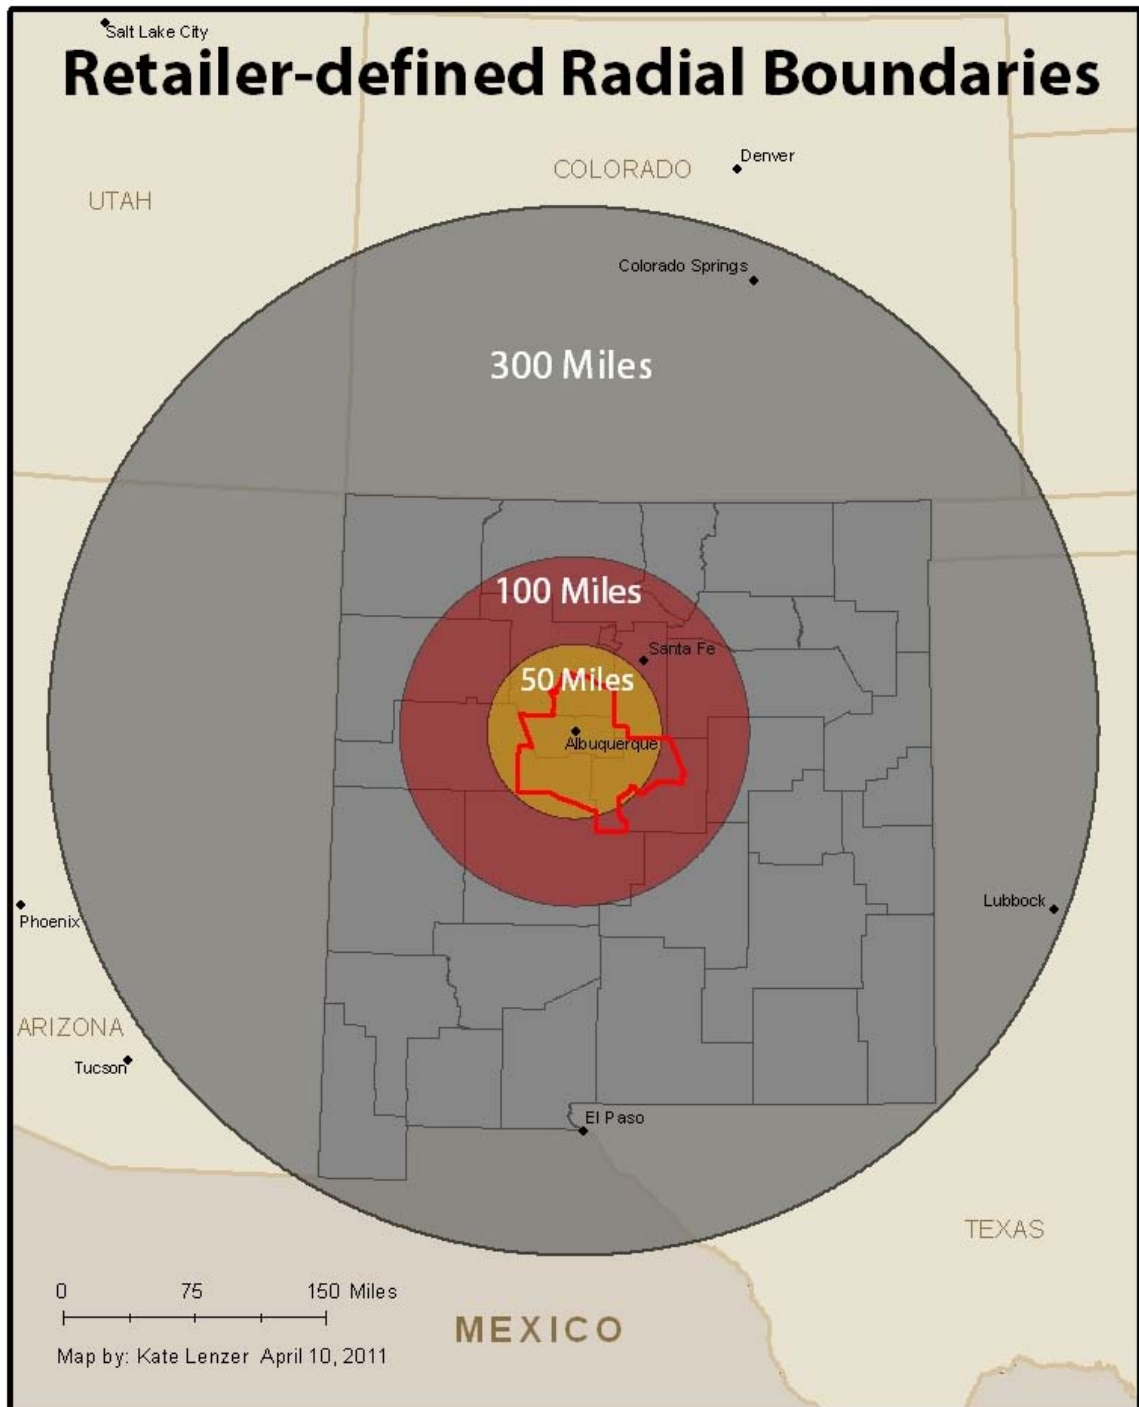 Salt Lake City
Retailer-defined Radial Boundaries
Denver
COLORADO
UTAH
Colorado Springs
300 Miles
100 Miles
Santa Fe
50 Miles
Albuquerque
Lubbock
Phoenix
ARIZONA
Tucson
El Paso
TEXAS
0 75 150 Miles
MEXICO
Map by: Kate Lenzer April 10, 2011